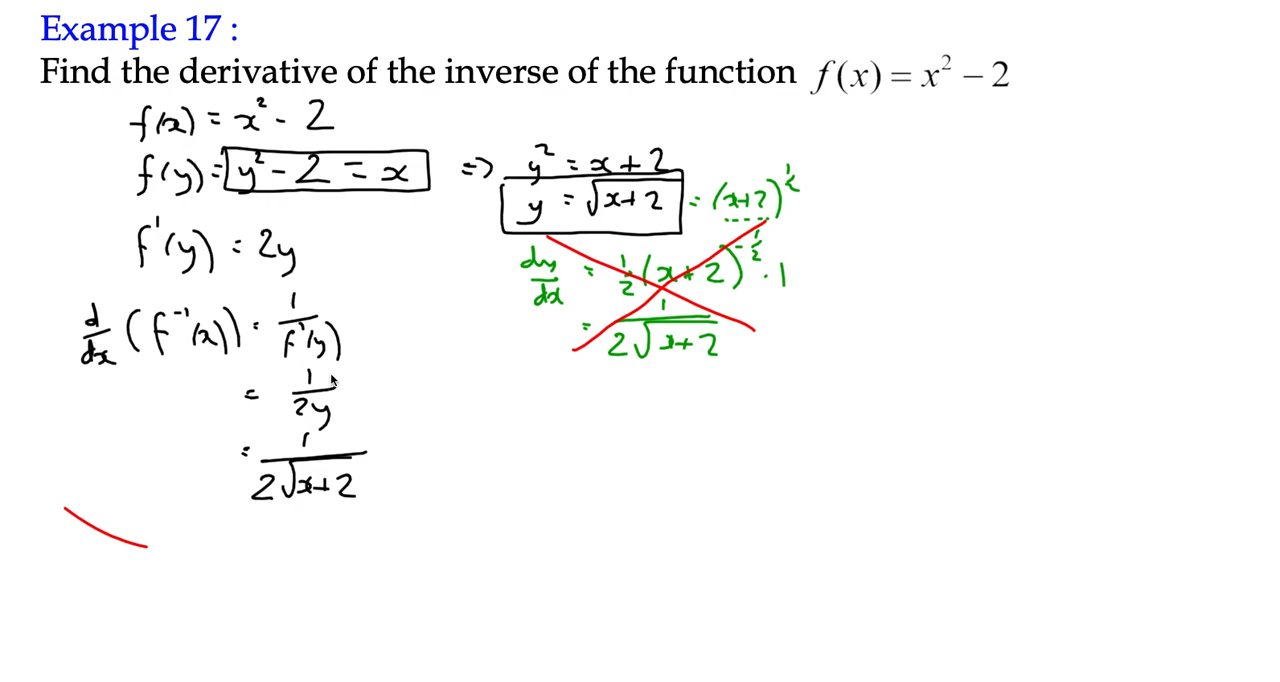 Example 17 :
Find the derivative of the inverse of the function f(x) = x² − 2
f(x) = x² - 2
f(y) = y² - 2 = x
f'(y) = 2y
d/dx (f⁻¹(x)) = 1/f'(y)
= 1/2y
= 1/2√x+2
=> y² = x + 2
y = √x+2 = (x+2)^½
dy/dx = ½(x+2)^-½ · 1
= 1/2√x+2